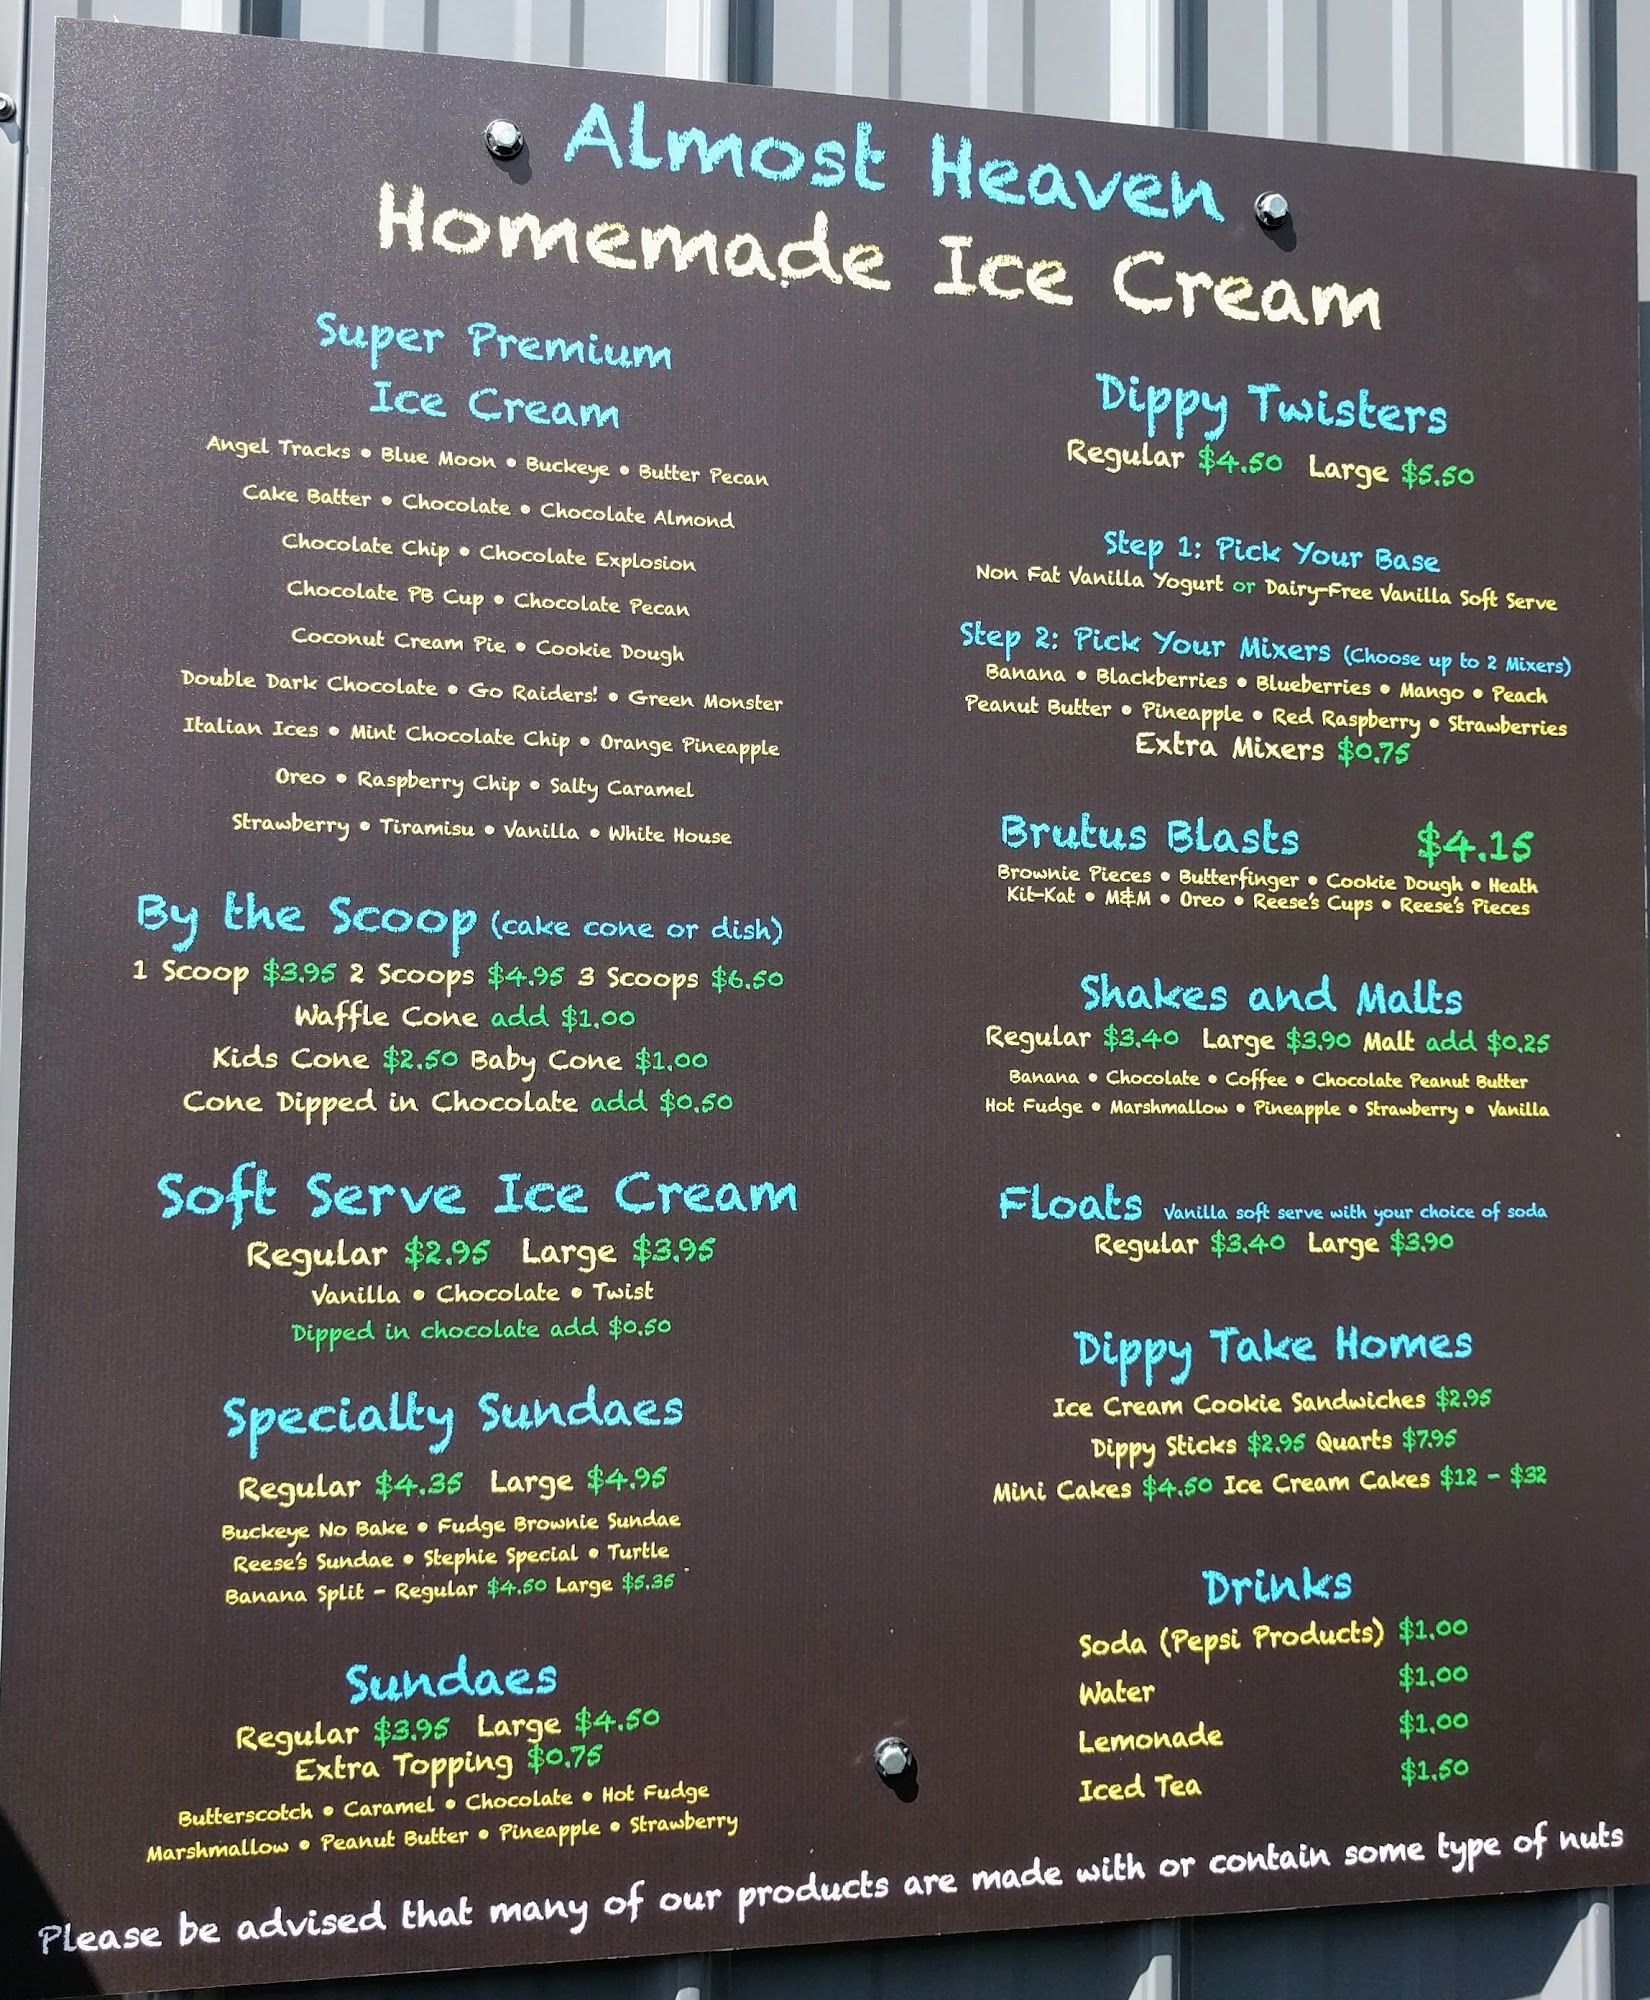 Almost Heaven
Homemade Ice Cream
Super Premium
Ice Cream
Angel Tracks • Blue Moon • Buckeye • Butter Pecan
Cake Batter • Chocolate • Chocolate Almond
Chocolate Chip • Chocolate Explosion
Chocolate PB Cup • Chocolate Pecan
Coconut Cream Pie • Cookie Dough
Double Dark Chocolate • Go Raiders! • Green Monster
Italian Ices • Mint Chocolate Chip • Orange Pineapple
Oreo • Raspberry Chip • Salty Caramel
Strawberry • Tiramisu • Vanilla • White House
By the Scoop (cake cone or dish)
1 Scoop $3.95 2 Scoops $4.95 3 Scoops $6.50
Waffle Cone add $1.00
Kids Cone $2.50 Baby Cone $1.00
Cone Dipped in Chocolate add $0.50
Soft Serve Ice Cream
Regular $2.95 Large $3.95
Vanilla • Chocolate • Twist
Dipped in chocolate add $0.50
Specialty Sundaes
Regular $4.35 Large $4.95
Buckeye No Bake • Fudge Brownie Sundae
Reese's Sundae • Stephie Special • Turtle
Banana Split - Regular $4.50 Large $5.35
Sundaes
Regular $3.95 Large $4.50
Extra Topping $0.75
Butterscotch • Caramel • Chocolate • Hot Fudge
Marshmallow • Peanut Butter • Pineapple • Strawberry
Dippy Twisters
Regular $4.50 Large $5.50
Step 1: Pick Your Base
Non Fat Vanilla Yogurt or Dairy-Free Vanilla Soft Serve
Step 2: Pick Your Mixers (Choose up to 2 Mixers)
Banana • Blackberries • Blueberries • Mango • Peach
Peanut Butter • Pineapple • Red Raspberry • Strawberries
Extra Mixers $0.75
Brutus Blasts $4.15
Brownie Pieces • Butterfinger • Cookie Dough • Heath
Kit-Kat • M&M • Oreo • Reese's Cups • Reese's Pieces
Shakes and Malts
Regular $3.40 Large $3.90 Malt add $0.25
Banana • Chocolate • Coffee • Chocolate Peanut Butter
Hot Fudge • Marshmallow • Pineapple • Strawberry • Vanilla
Floats Vanilla soft serve with your choice of soda
Regular $3.40 Large $3.90
Dippy Take Homes
Ice Cream Cookie Sandwiches $2.95
Dippy Sticks $2.95 Quarts $7.95
Mini Cakes $4.50 Ice Cream Cakes $12 - $32
Drinks
Soda (Pepsi Products) $1.00
Water $1.00
Lemonade $1.00
Iced Tea $1.50
Please be advised that many of our products are made with or contain some type of nuts